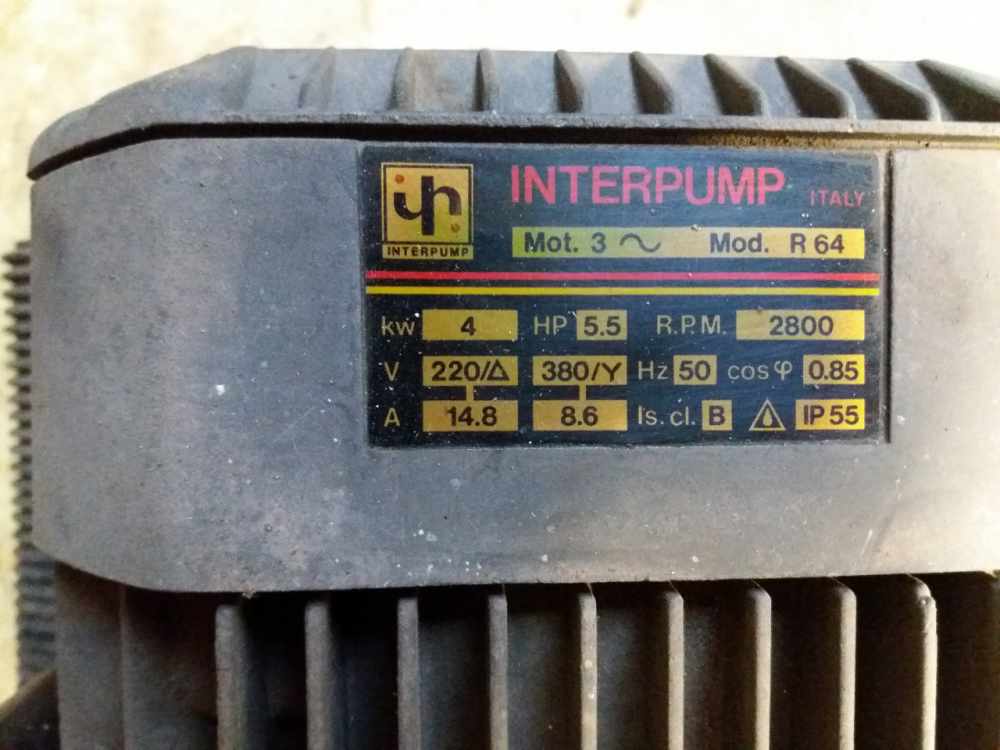 ip INTERPUMP ITALY
INTERPUMP
Mot. 3 ~ Mod. R 64
kw 4 HP 5.5 R.P.M. 2800
V 220/Δ 380/Y Hz 50 cos φ 0.85
A 14.8 8.6 Is. cl. B IP 55